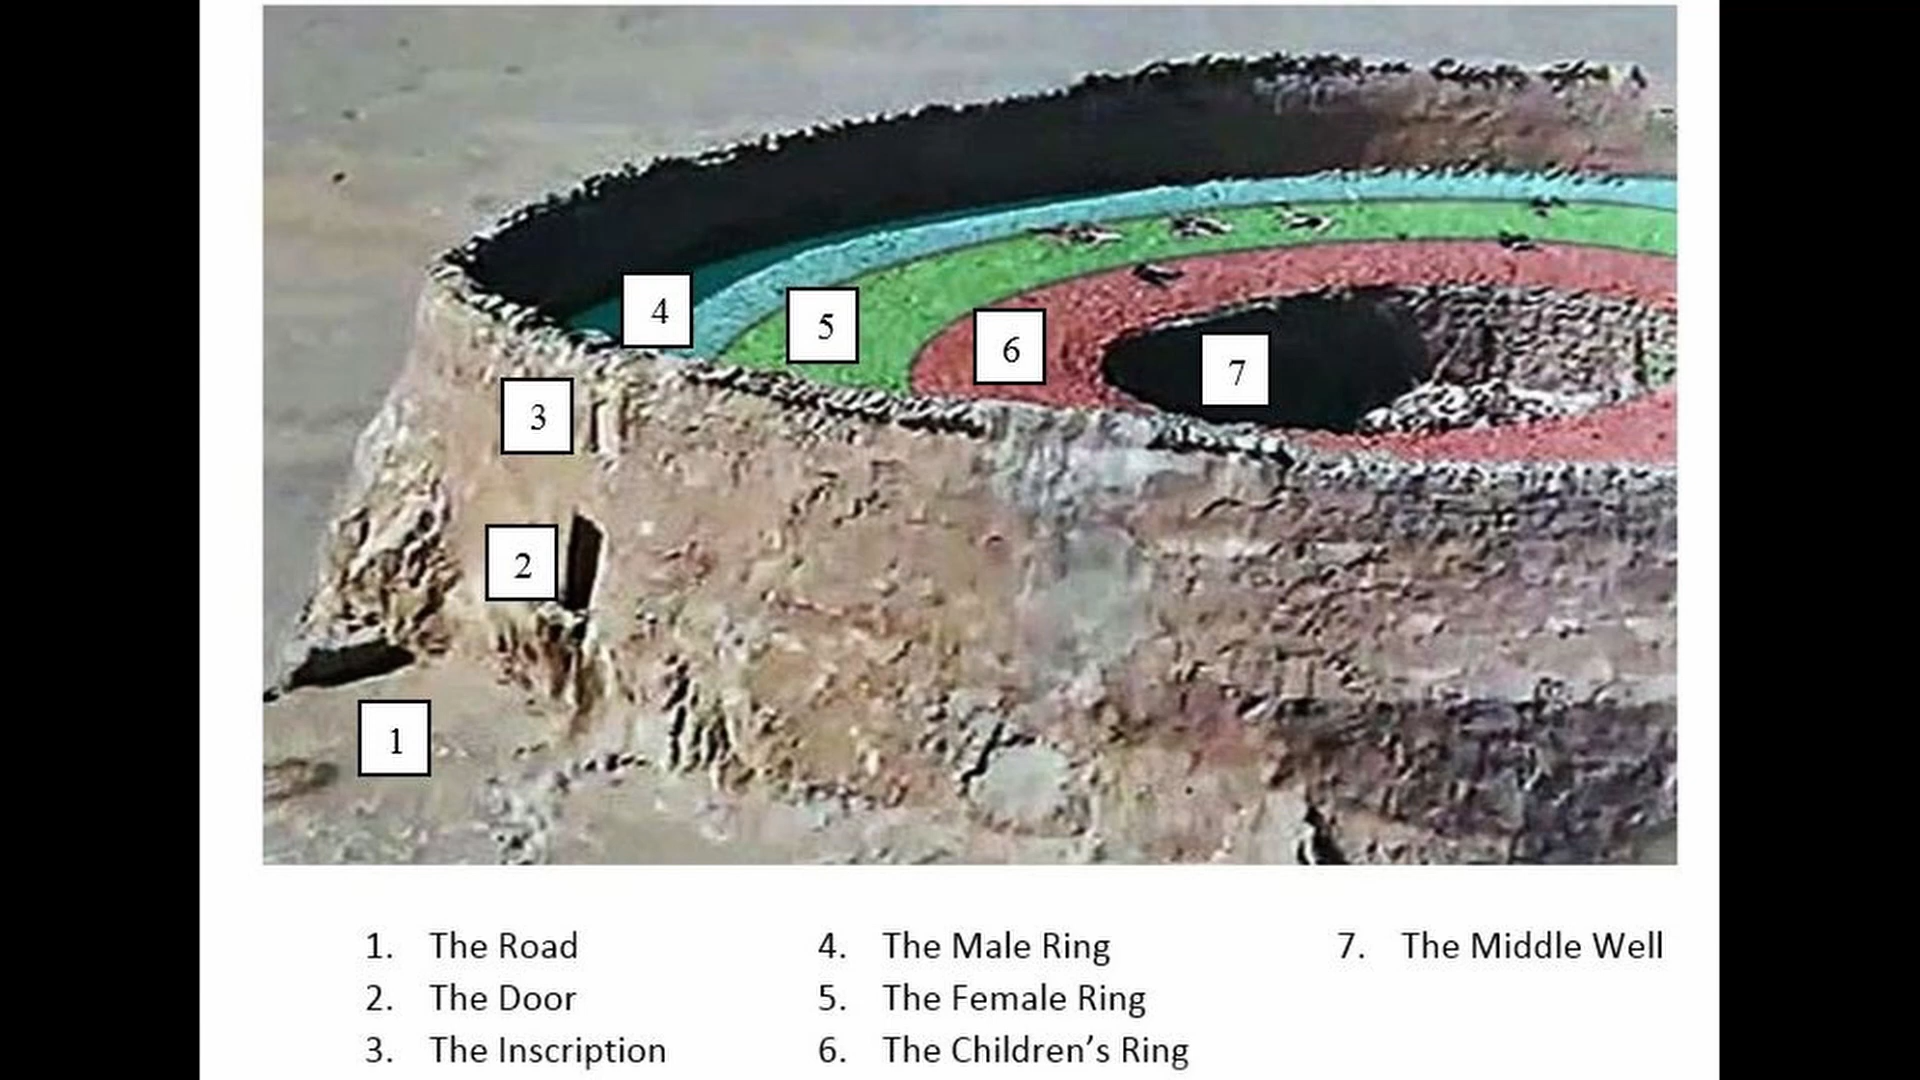 4
5
6
7
3
2
1
1. The Road
2. The Door
3. The Inscription
4. The Male Ring
5. The Female Ring
6. The Children's Ring
7. The Middle Well